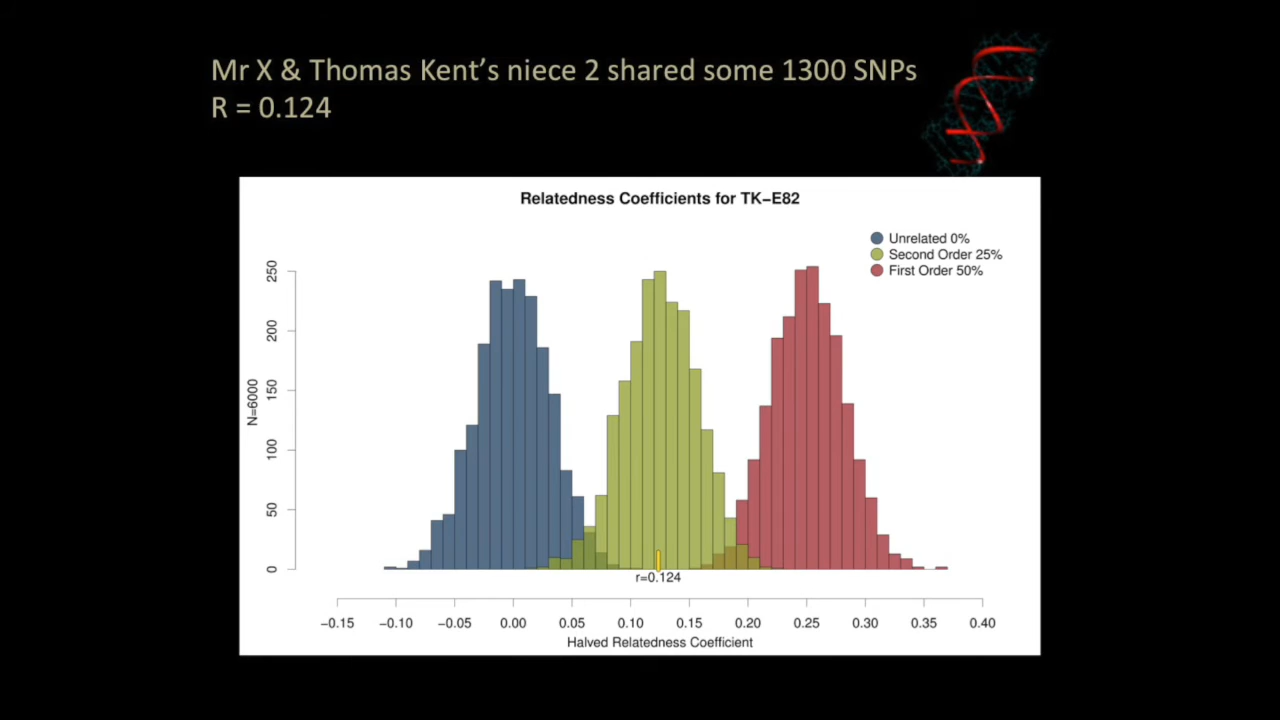 Mr X & Thomas Kent’s niece 2 shared some 1300 SNPs
R = 0.124
Relatedness Coefficients for TK−E82
Unrelated 0%
Second Order 25%
First Order 50%
N=6000
250
200
150
100
50
0
r=0.124
−0.15 −0.10 −0.05 0.00 0.05 0.10 0.15 0.20 0.25 0.30 0.35 0.40
Halved Relatedness Coefficient